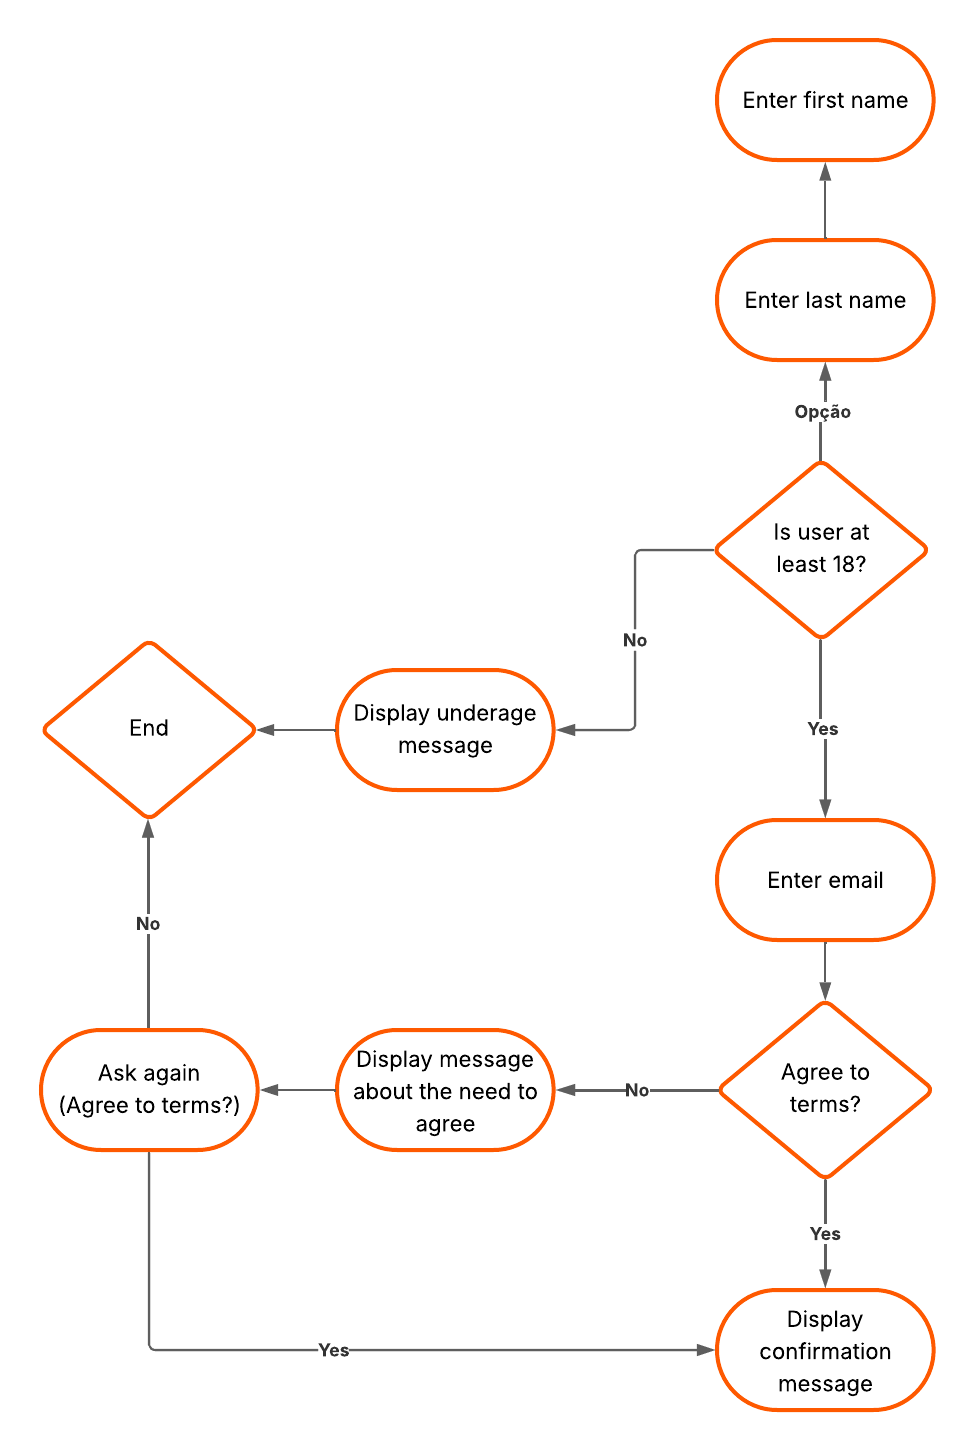 Enter first name
Enter last name
Opção
Is user at
least 18?
No
Yes
Display underage
message
End
Enter email
No
Agree to
terms?
No
Display message
about the need to
agree
Ask again
(Agree to terms?)
Yes
Yes
Display
confirmation
message